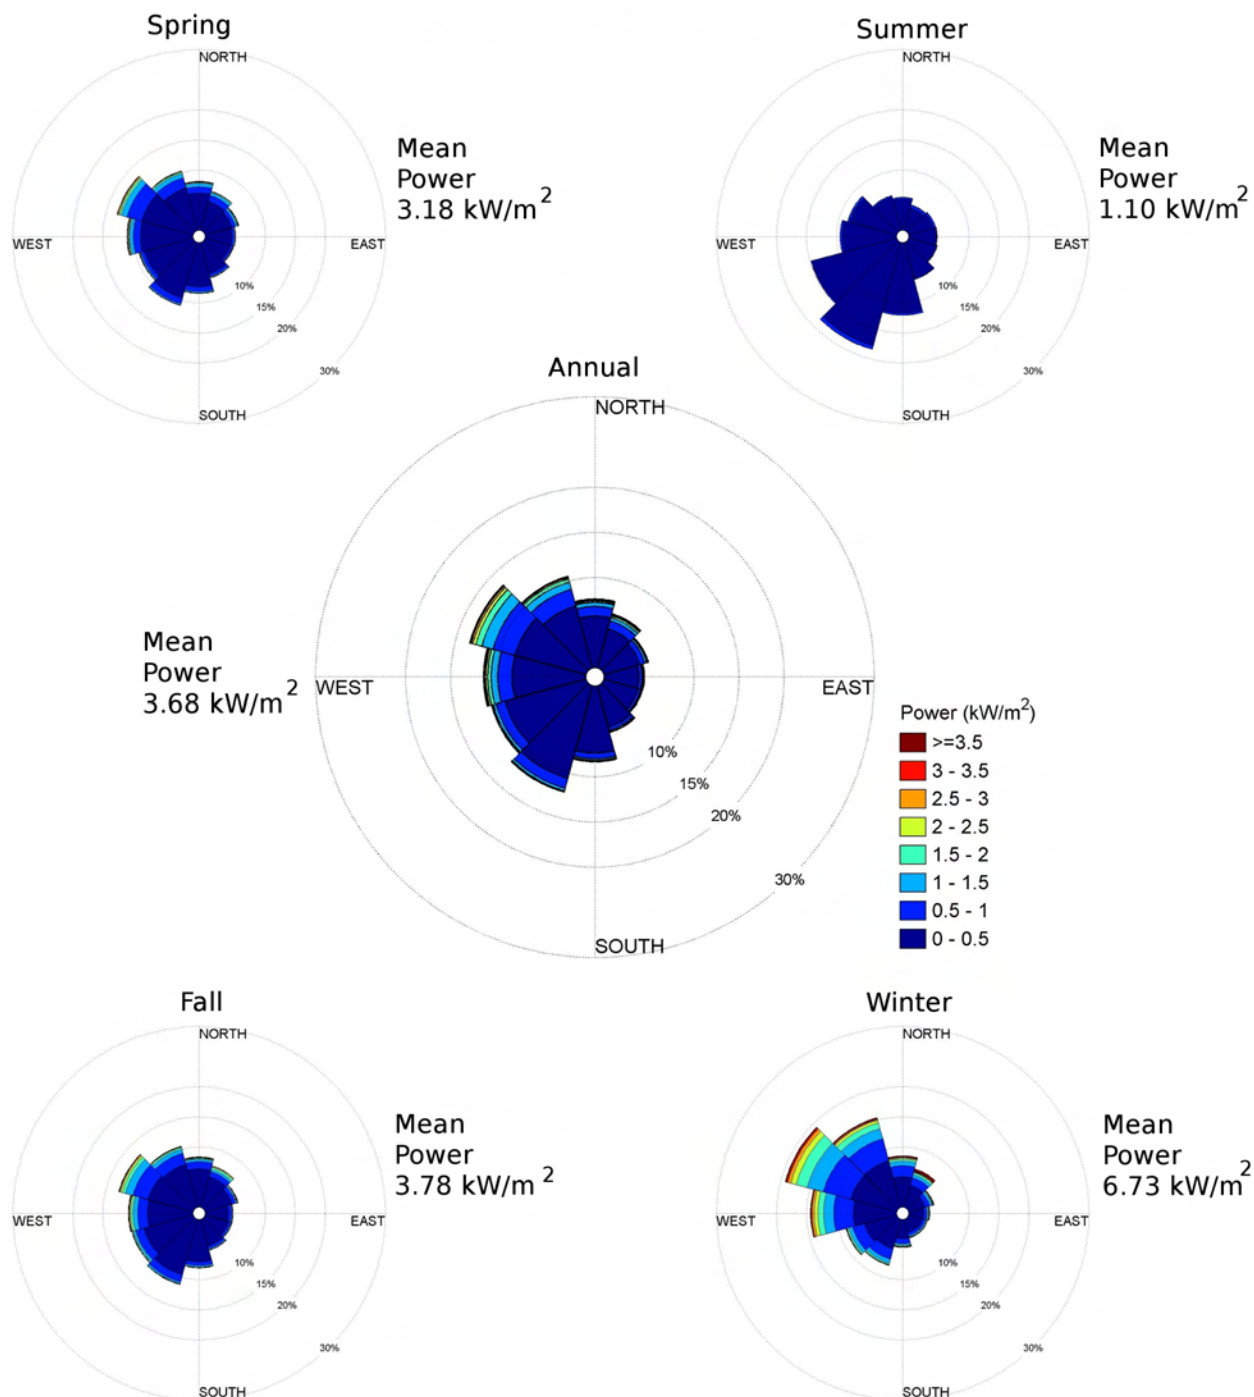 Spring
NORTH
Mean
Power
3.18 kW/m²
WEST
EAST
10%
15%
20%
30%
SOUTH
Summer
NORTH
Mean
Power
1.10 kW/m²
WEST
EAST
10%
15%
20%
30%
SOUTH
Annual
NORTH
Mean
Power
3.68 kW/m²
WEST
EAST
10%
15%
20%
30%
SOUTH
Power (kW/m²)
>=3.5
3 - 3.5
2.5 - 3
2 - 2.5
1.5 - 2
1 - 1.5
0.5 - 1
0 - 0.5
Fall
NORTH
Mean
Power
3.78 kW/m²
WEST
EAST
10%
15%
20%
30%
SOUTH
Winter
NORTH
Mean
Power
6.73 kW/m²
WEST
EAST
10%
15%
20%
30%
SOUTH